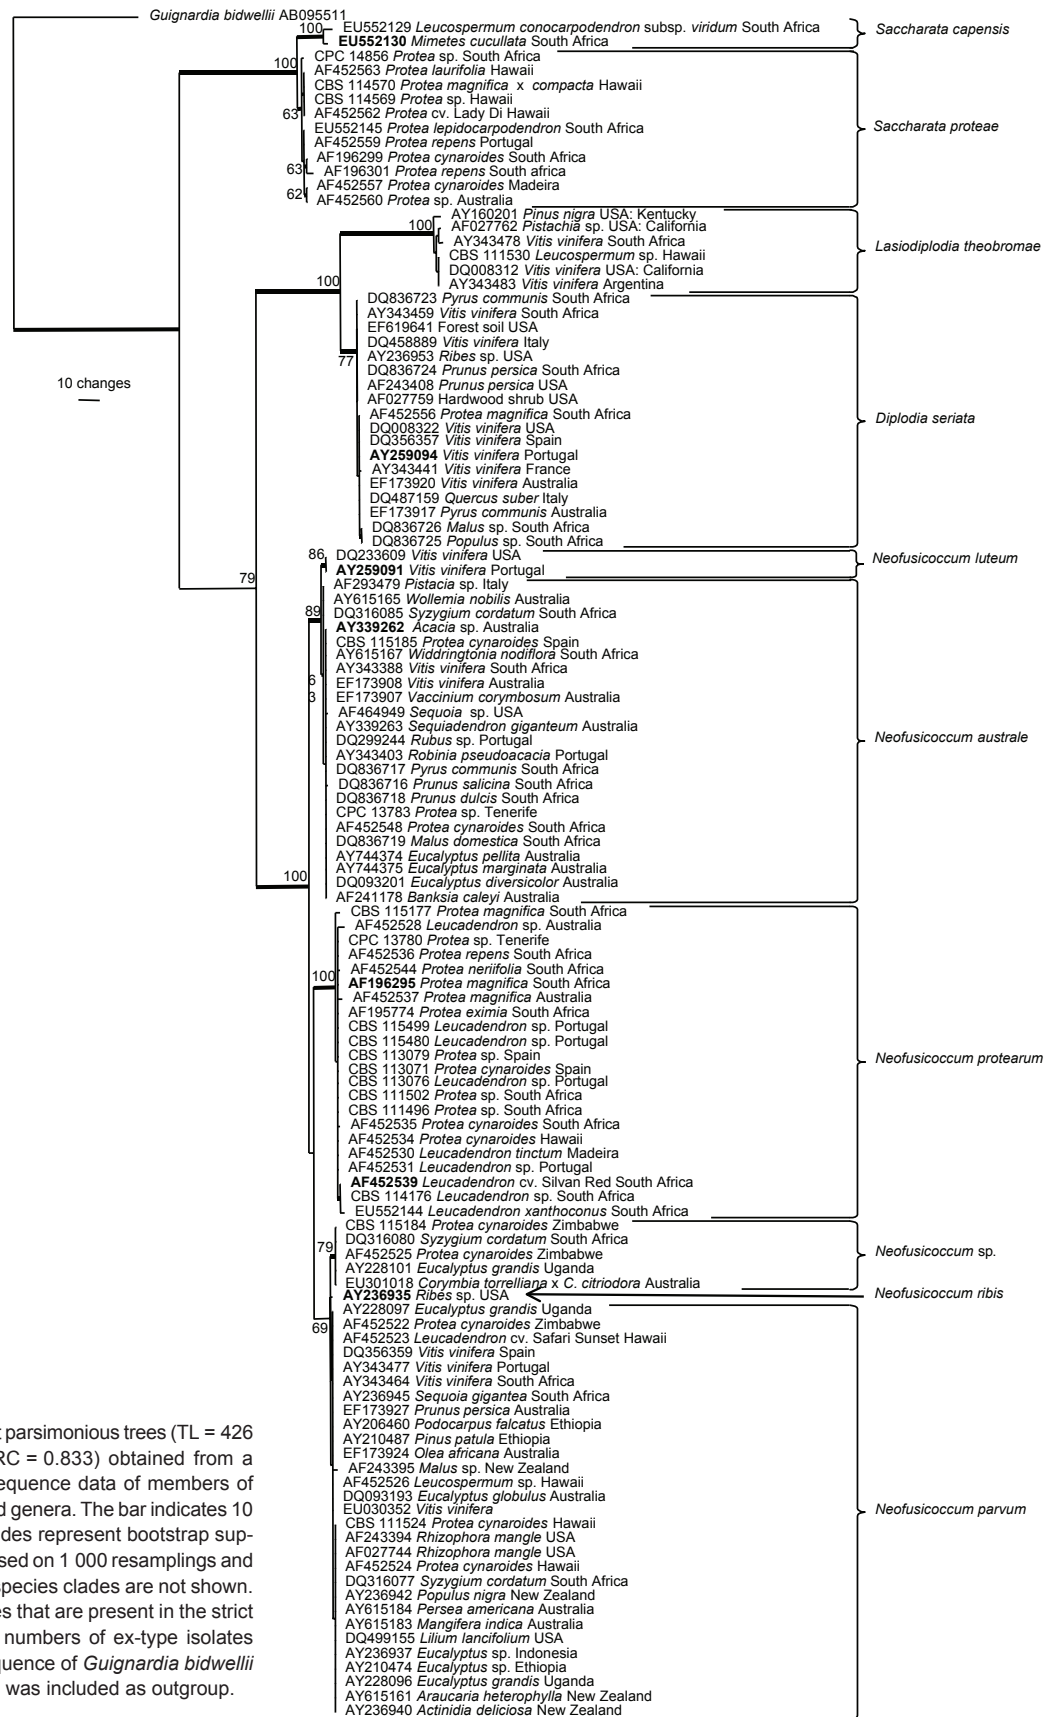 Guignardia bidwellii AB095511
100
EU552129 Leucospermum conocarpodendron subsp. viridum South Africa
EU552130 Mimetes cucullata South Africa
Saccharata capensis
100
CPC 14856 Protea sp. South Africa
AF452563 Protea laurifolia Hawaii
CBS 114570 Protea magnifica x compacta Hawaii
CBS 114569 Protea sp. Hawaii
63
AF452562 Protea cv. Lady Di Hawaii
EU552145 Protea lepidocarpodendron South Africa
Saccharata proteae
AF452559 Protea repens Portugal
AF196299 Protea cynaroides South Africa
63
AF196301 Protea repens South africa
AF452557 Protea cynaroides Madeira
62
AF452560 Protea sp. Australia
AY160201 Pinus nigra USA: Kentucky
100
AF027762 Pistachia sp. USA: California
AY343478 Vitis vinifera South Africa
Lasiodiplodia theobromae
CBS 111530 Leucospermum sp. Hawaii
DQ008312 Vitis vinifera USA: California
100
AY343483 Vitis vinifera Argentina
DQ836723 Pyrus communis South Africa
AY343459 Vitis vinifera South Africa
EF619641 Forest soil USA
DQ458889 Vitis vinifera Italy
77
AY236953 Ribes sp. USA
DQ836724 Prunus persica South Africa
10 changes
AF243408 Prunus persica USA
AF027759 Hardwood shrub USA
AF452556 Protea magnifica South Africa
Diplodia seriata
DQ008322 Vitis vinifera USA
DQ356357 Vitis vinifera Spain
AY259094 Vitis vinifera Portugal
AY343441 Vitis vinifera France
EF173920 Vitis vinifera Australia
DQ487159 Quercus suber Italy
EF173917 Pyrus communis Australia
DQ836726 Malus sp. South Africa
DQ836725 Populus sp. South Africa
86
DQ233609 Vitis vinifera USA
Neofusicoccum luteum
AY259091 Vitis vinifera Portugal
79
AF293479 Pistacia sp. Italy
AY615165 Wollemia nobilis Australia
89
DQ316085 Syzygium cordatum South Africa
AY339262 Acacia sp. Australia
CBS 115185 Protea cynaroides Spain
AY615167 Widdringtonia nodiflora South Africa
AY343388 Vitis vinifera South Africa
6
EF173908 Vitis vinifera Australia
3
EF173907 Vaccinium corymbosum Australia
AF464949 Sequoia sp. USA
AY339263 Sequiadendron giganteum Australia
Neofusicoccum australe
DQ299244 Rubus sp. Portugal
AY343403 Robinia pseudoacacia Portugal
DQ836717 Pyrus communis South Africa
DQ836716 Prunus salicina South Africa
DQ836718 Prunus dulcis South Africa
CPC 13783 Protea sp. Tenerife
AF452548 Protea cynaroides South Africa
DQ836719 Malus domestica South Africa
AY744374 Eucalyptus pellita Australia
AY744375 Eucalyptus marginata Australia
100
DQ093201 Eucalyptus diversicolor Australia
AF241178 Banksia caleyi Australia
CBS 115177 Protea magnifica South Africa
AF452528 Leucadendron sp. Australia
CPC 13780 Protea sp. Tenerife
AF452536 Protea repens South Africa
AF452544 Protea neriifolia South Africa
100
AF196295 Protea magnifica South Africa
AF452537 Protea magnifica Australia
AF195774 Protea eximia South Africa
CBS 115499 Leucadendron sp. Portugal
CBS 115480 Leucadendron sp. Portugal
CBS 113079 Protea sp. Spain
Neofusicoccum protearum
CBS 113071 Protea cynaroides Spain
CBS 113076 Leucadendron sp. Portugal
CBS 111502 Protea sp. South Africa
CBS 111496 Protea sp. South Africa
AF452535 Protea cynaroides South Africa
AF452534 Protea cynaroides Hawaii
AF452530 Leucadendron tinctum Madeira
AF452531 Leucadendron sp. Portugal
AF452539 Leucadendron cv. Silvan Red South Africa
CBS 114176 Leucadendron sp. South Africa
EU552144 Leucadendron xanthoconus South Africa
CBS 115184 Protea cynaroides Zimbabwe
DQ316080 Syzygium cordatum South Africa
79
AF452525 Protea cynaroides Zimbabwe
Neofusicoccum sp.
AY228101 Eucalyptus grandis Uganda
EU301018 Corymbia torrelliana x C. citriodora Australia
AY236935 Ribes sp. USA
Neofusicoccum ribis
AY228097 Eucalyptus grandis Uganda
69
AF452522 Protea cynaroides Zimbabwe
AF452523 Leucadendron cv. Safari Sunset Hawaii
DQ356359 Vitis vinifera Spain
AY343477 Vitis vinifera Portugal
AY343464 Vitis vinifera South Africa
AY236945 Sequoia gigantea South Africa
EF173927 Prunus persica Australia
AY206460 Podocarpus falcatus Ethiopia
AY210487 Pinus patula Ethiopia
EF173924 Olea africana Australia
AF243395 Malus sp. New Zealand
AF452526 Leucospermum sp. Hawaii
DQ093193 Eucalyptus globulus Australia
EU030352 Vitis vinifera
Neofusicoccum parvum
CBS 111524 Protea cynaroides Hawaii
AF243394 Rhizophora mangle USA
AF027744 Rhizophora mangle USA
AF452524 Protea cynaroides Hawaii
DQ316077 Syzygium cordatum South Africa
AY236942 Populus nigra New Zealand
AY615184 Persea americana Australia
AY615183 Mangifera indica Australia
DQ499155 Lilium lancifolium USA
AY236937 Eucalyptus sp. Indonesia
AY210474 Eucalyptus sp. Ethiopia
AY228096 Eucalyptus grandis Uganda
AY615161 Araucaria heterophylla New Zealand
AY236940 Actinidia deliciosa New Zealand
parsimonious trees (TL = 426
RC = 0.833) obtained from a
equence data of members of
d genera. The bar indicates 10
des represent bootstrap sup-
sed on 1 000 resamplings and
species clades are not shown.
es that are present in the strict
numbers of ex-type isolates
quence of Guignardia bidwellii
was included as outgroup.